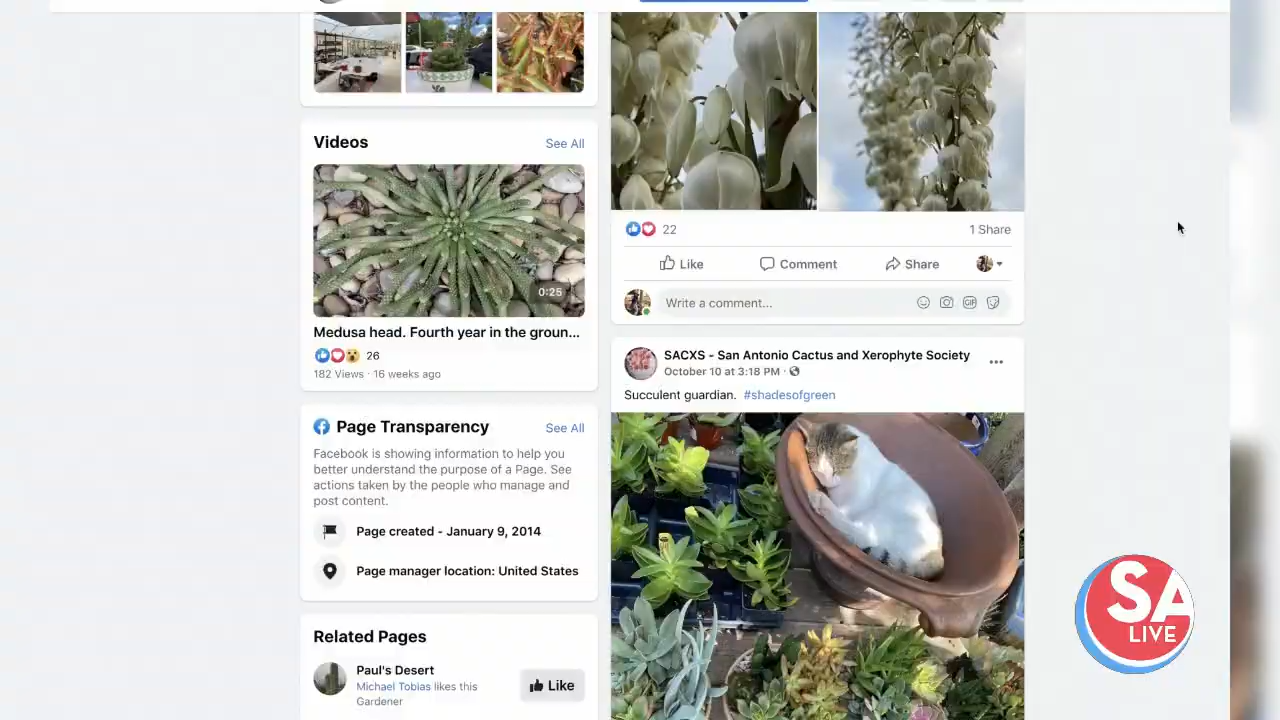 Videos
See All
0:25
Medusa head. Fourth year in the groun...
26
182 Views · 16 weeks ago
Page Transparency
See All
Facebook is showing information to help you
better understand the purpose of a Page. See
actions taken by the people who manage and
post content.
Page created - January 9, 2014
Page manager location: United States
Related Pages
Paul's Desert
Michael Tobias likes this
Gardener
Like
22
1 Share
Like
Comment
Share
Write a comment...
GIF
SACXS - San Antonio Cactus and Xerophyte Society
October 10 at 3:18 PM ·
Succulent guardian. #shadesofgreen
SA
LIVE